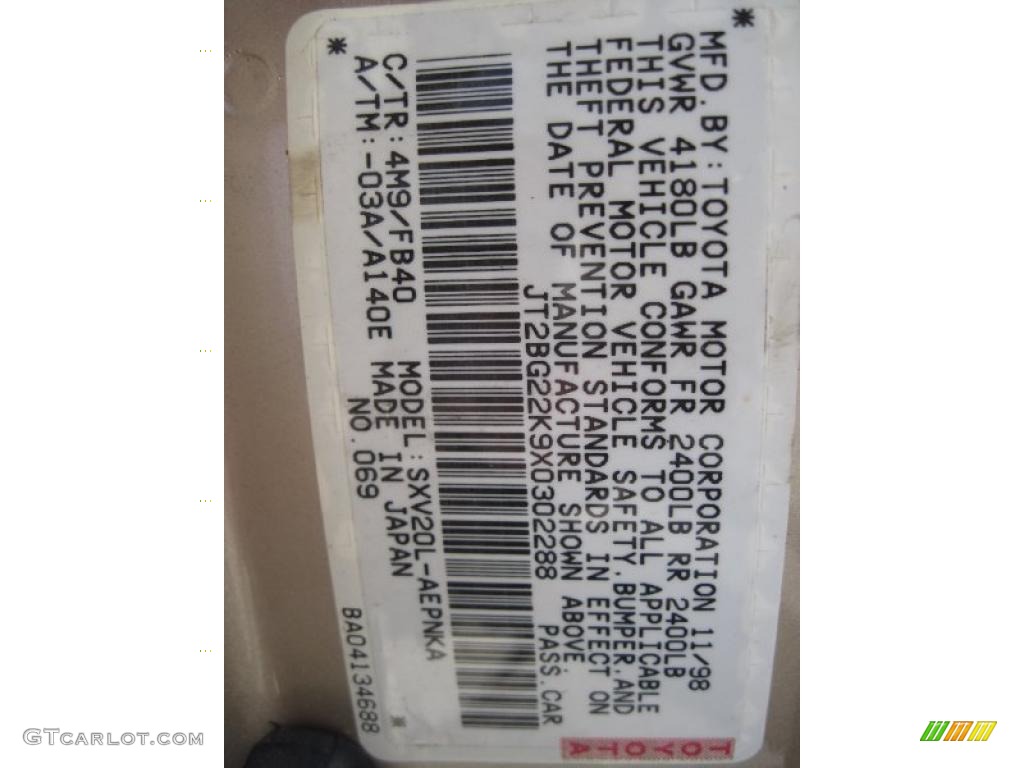 MFD.BY:TOYOTA MOTOR CORPORATION 11/98
GVWR 4180LB GAWR FR 2400LB RR 2400LB
THIS VEHICLE CONFORMS TO ALL APPLICABLE
FEDERAL MOTOR VEHICLE SAFETY,BUMPER,AND
THEFT PREVENTION STANDARDS IN EFFECT ON
THE DATE OF MANUFACTURE SHOWN ABOVE.
JT2BG22K9X0302288 PASS.CAR
C/TR:4M9/FB40 MODEL:SXV20L-AEPNKA
A/TM:-03A/A140E MADE IN JAPAN
NO.069
BA04134688
TOYOTA
GTCARLOT.COM